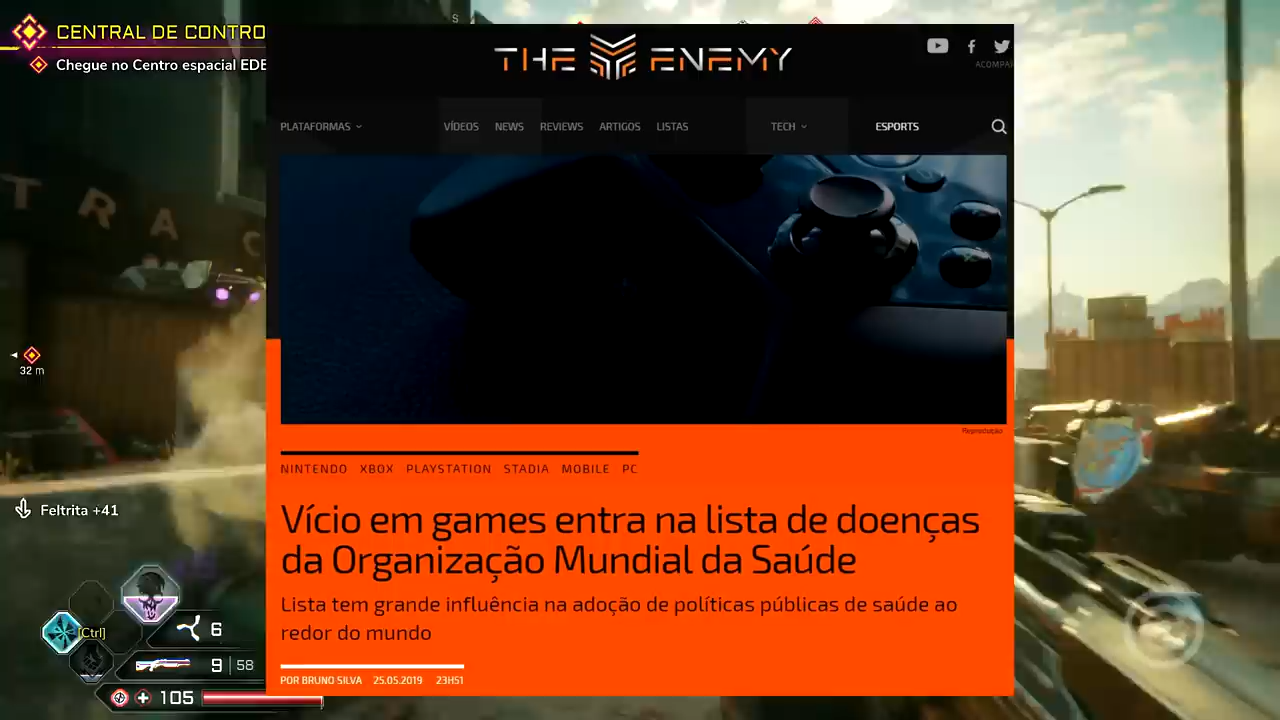 S
CENTRAL DE CONTRO
Chegue no Centro espacial EDE
THE ENEMY
ACOMPAI
PLATAFORMAS
VÍDEOS
NEWS
REVIEWS
ARTIGOS
LISTAS
TECH
ESPORTS
TRAC
32 m
Reprodução
NINTENDO XBOX PLAYSTATION STADIA MOBILE PC
Feltrita +41
Vício em games entra na lista de doenças
da Organização Mundial da Saúde
Lista tem grande influência na adoção de políticas públicas de saúde ao
redor do mundo
[Ctrl]
6
9 | 58
105
POR BRUNO SILVA 25.05.2019 23H51